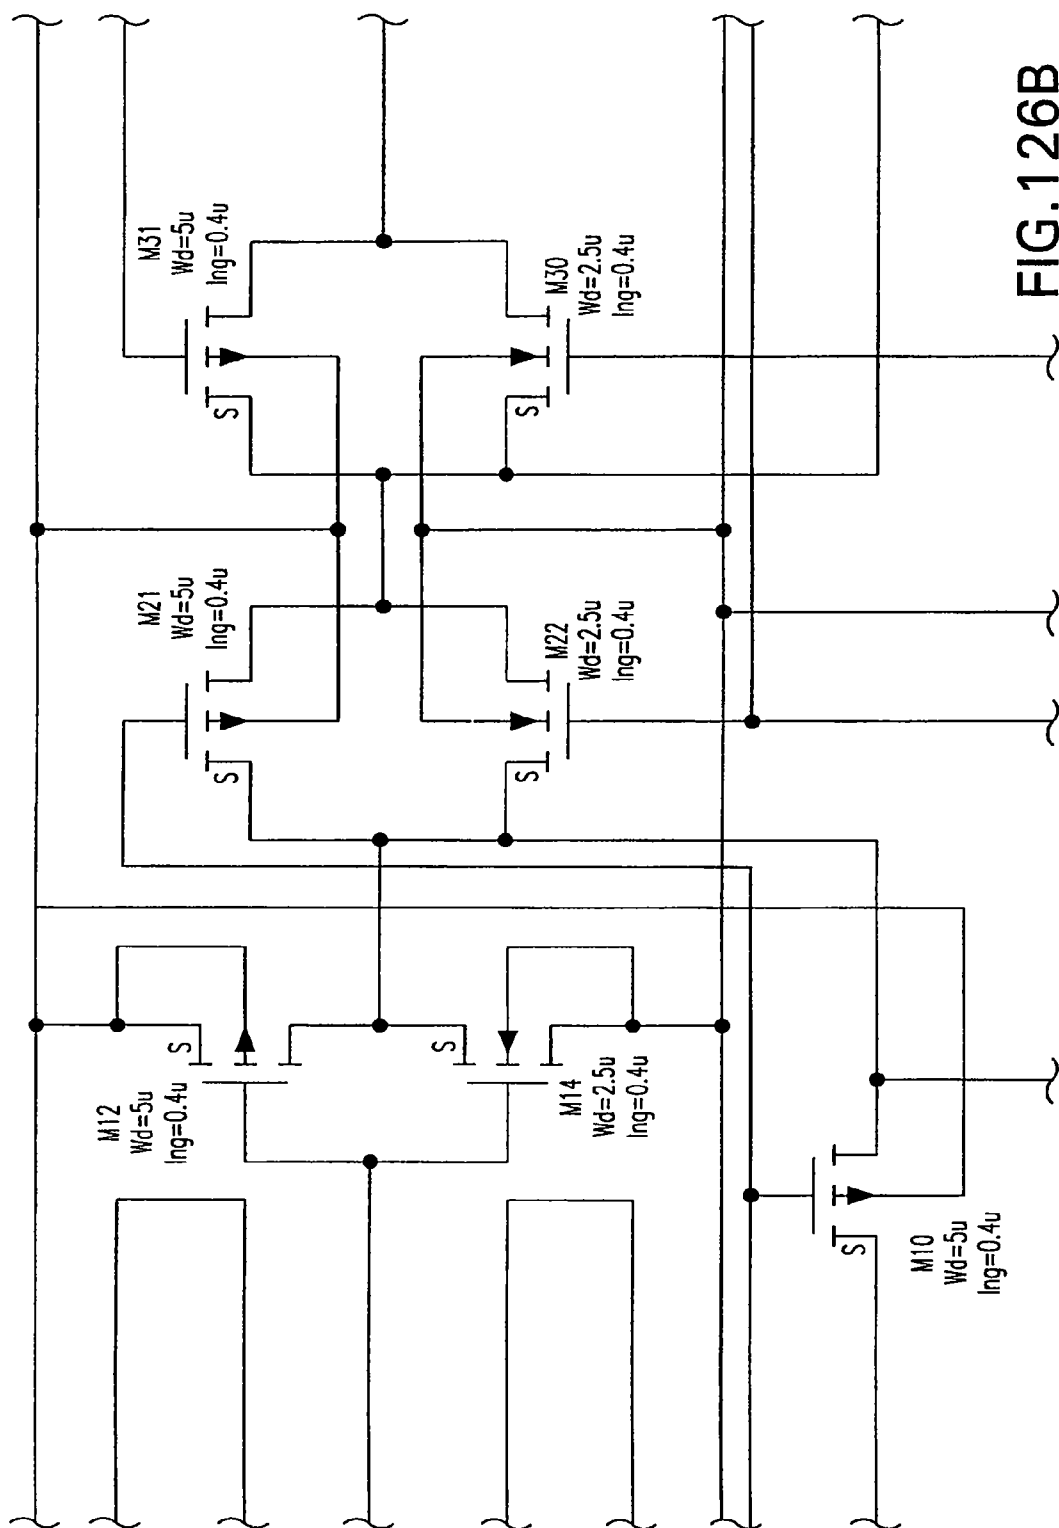 M31
Wd=5u
lng=0.4u
S
M30
Wd=2.5u
lng=0.4u
S
M21
Wd=5u
lng=0.4u
S
M22
Wd=2.5u
lng=0.4u
S
M12
Wd=5u
lng=0.4u
S
M14
Wd=2.5u
lng=0.4u
S
M10
Wd=5u
lng=0.4u
S
FIG.126B